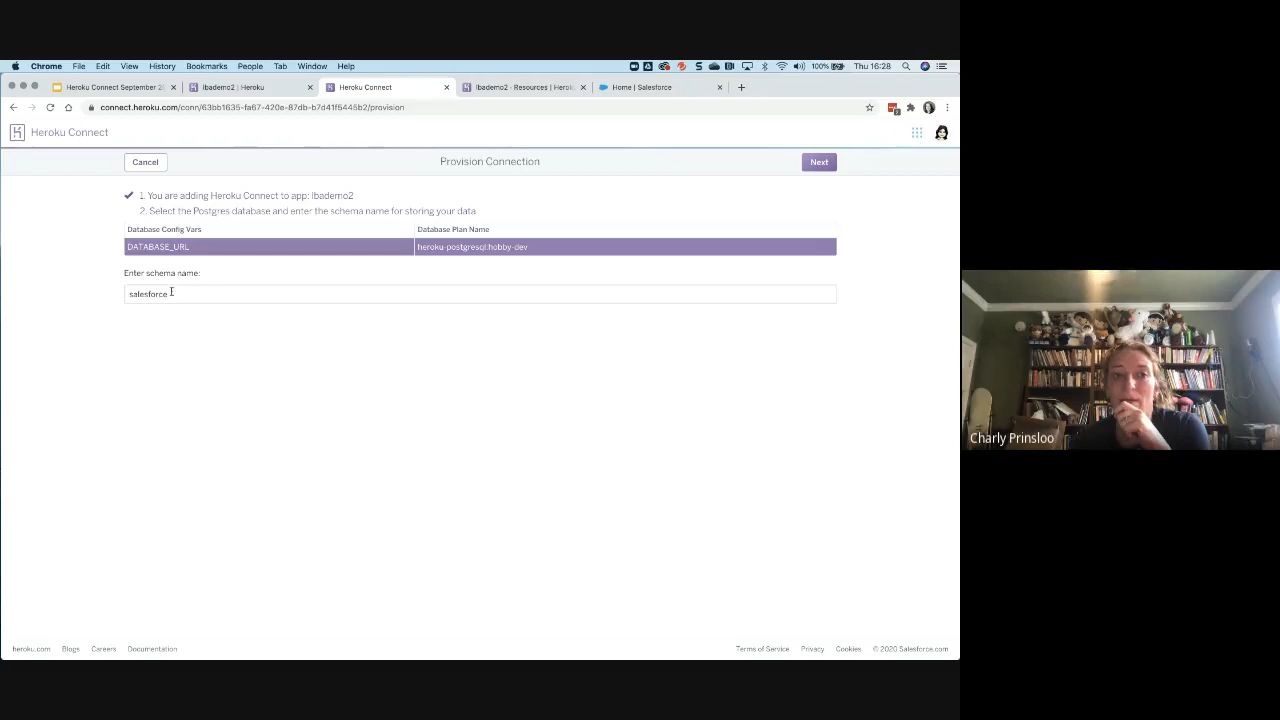 Chrome File Edit View History Bookmarks People Tab Window Help 100% Thu 16:28
Heroku Connect September 2 lbademo2 | Heroku Heroku Connect lbademo2 - Resources | Herok Home | Salesforce
connect.heroku.com/conn/63bb1635-fa67-420e-87db-b7d41f5445b2/provision
Heroku Connect
Cancel Provision Connection Next
1. You are adding Heroku Connect to app: lbademo2
2. Select the Postgres database and enter the schema name for storing your data
Database Config Vars Database Plan Name
DATABASE_URL heroku-postgresql:hobby-dev
Enter schema name:
salesforce
Charly Prinsloo
heroku.com Blogs Careers Documentation Terms of Service Privacy Cookies © 2020 Salesforce.com